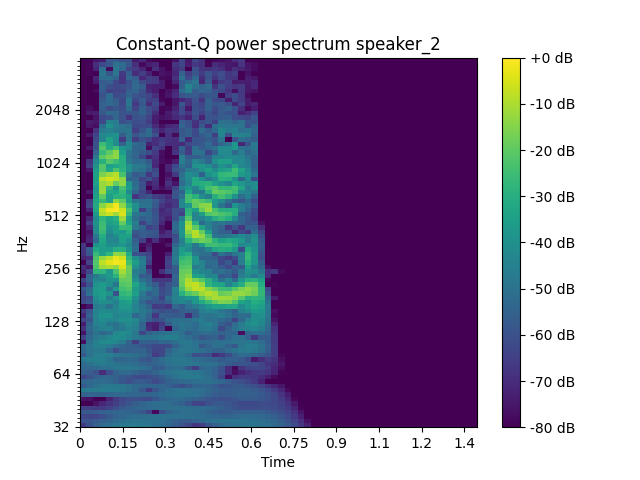 Constant-Q power spectrum speaker_2
Hz
2048
1024
512
256
128
64
32
0 0.15 0.3 0.45 0.6 0.75 0.9 1.1 1.2 1.4
Time
+0 dB
-10 dB
-20 dB
-30 dB
-40 dB
-50 dB
-60 dB
-70 dB
-80 dB